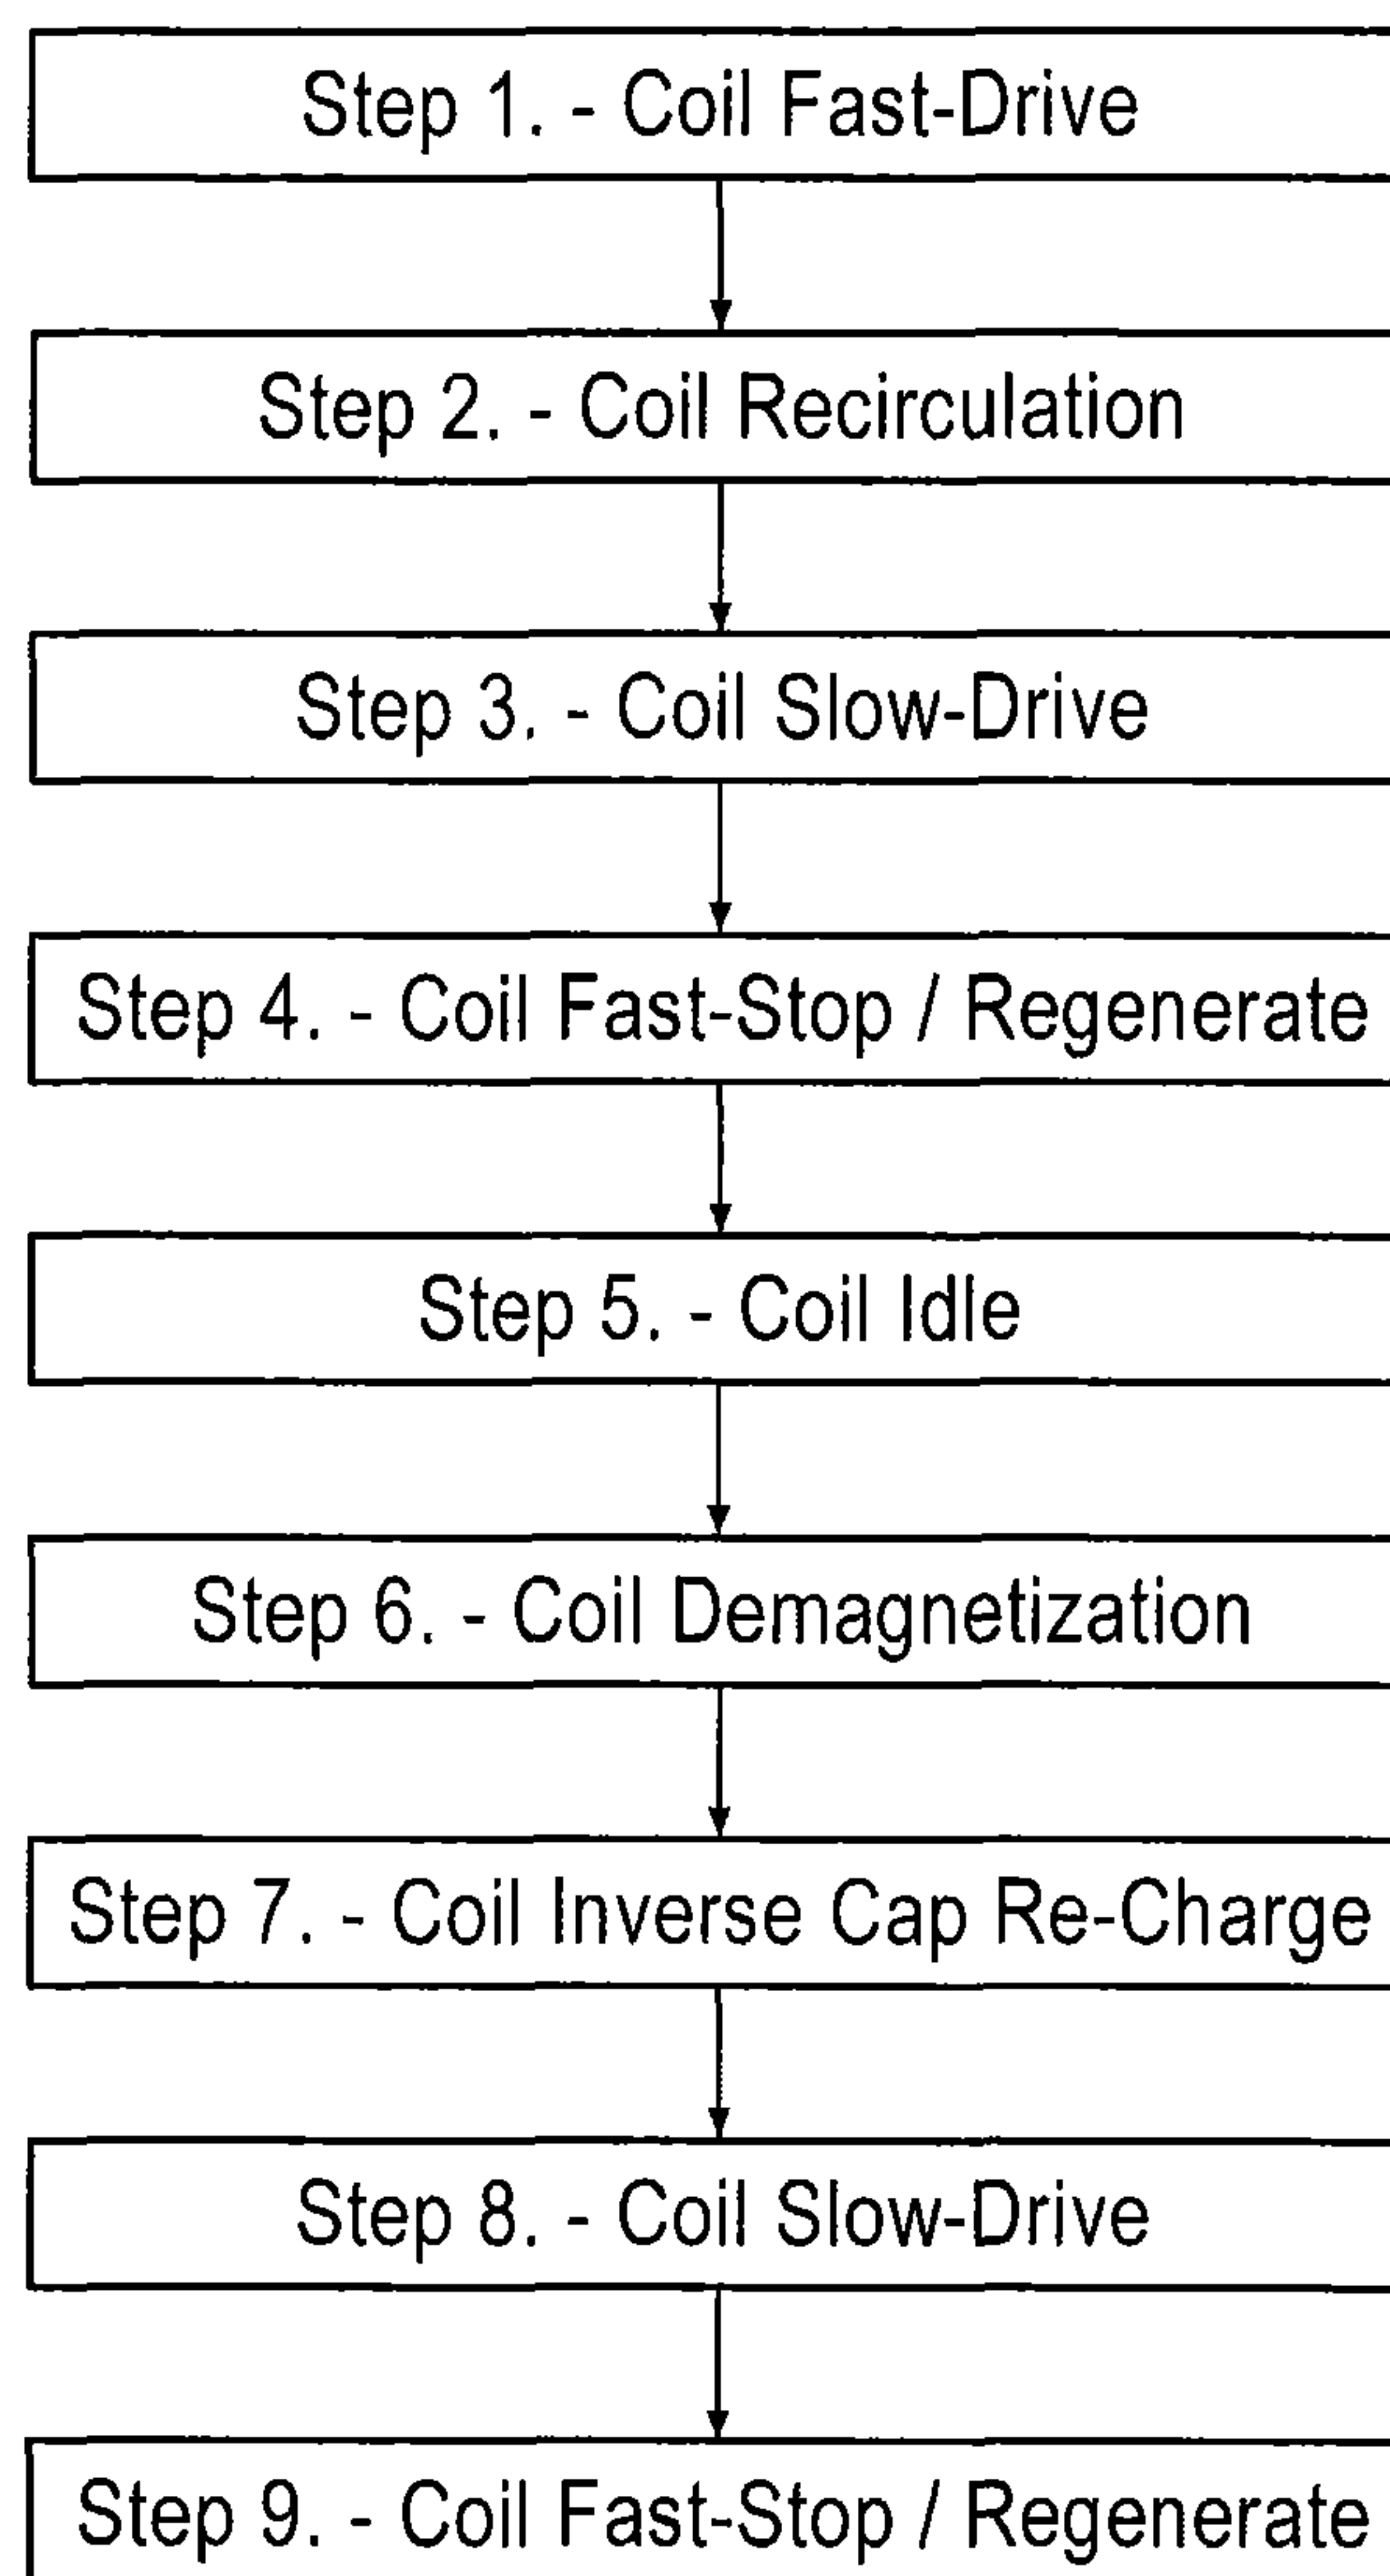 Step 1. - Coil Fast-Drive
Step 2. - Coil Recirculation
Step 3. - Coil Slow-Drive
Step 4. - Coil Fast-Stop / Regenerate
Step 5. - Coil Idle
Step 6. - Coil Demagnetization
Step 7. - Coil Inverse Cap Re-Charge
Step 8. - Coil Slow-Drive
Step 9. - Coil Fast-Stop / Regenerate